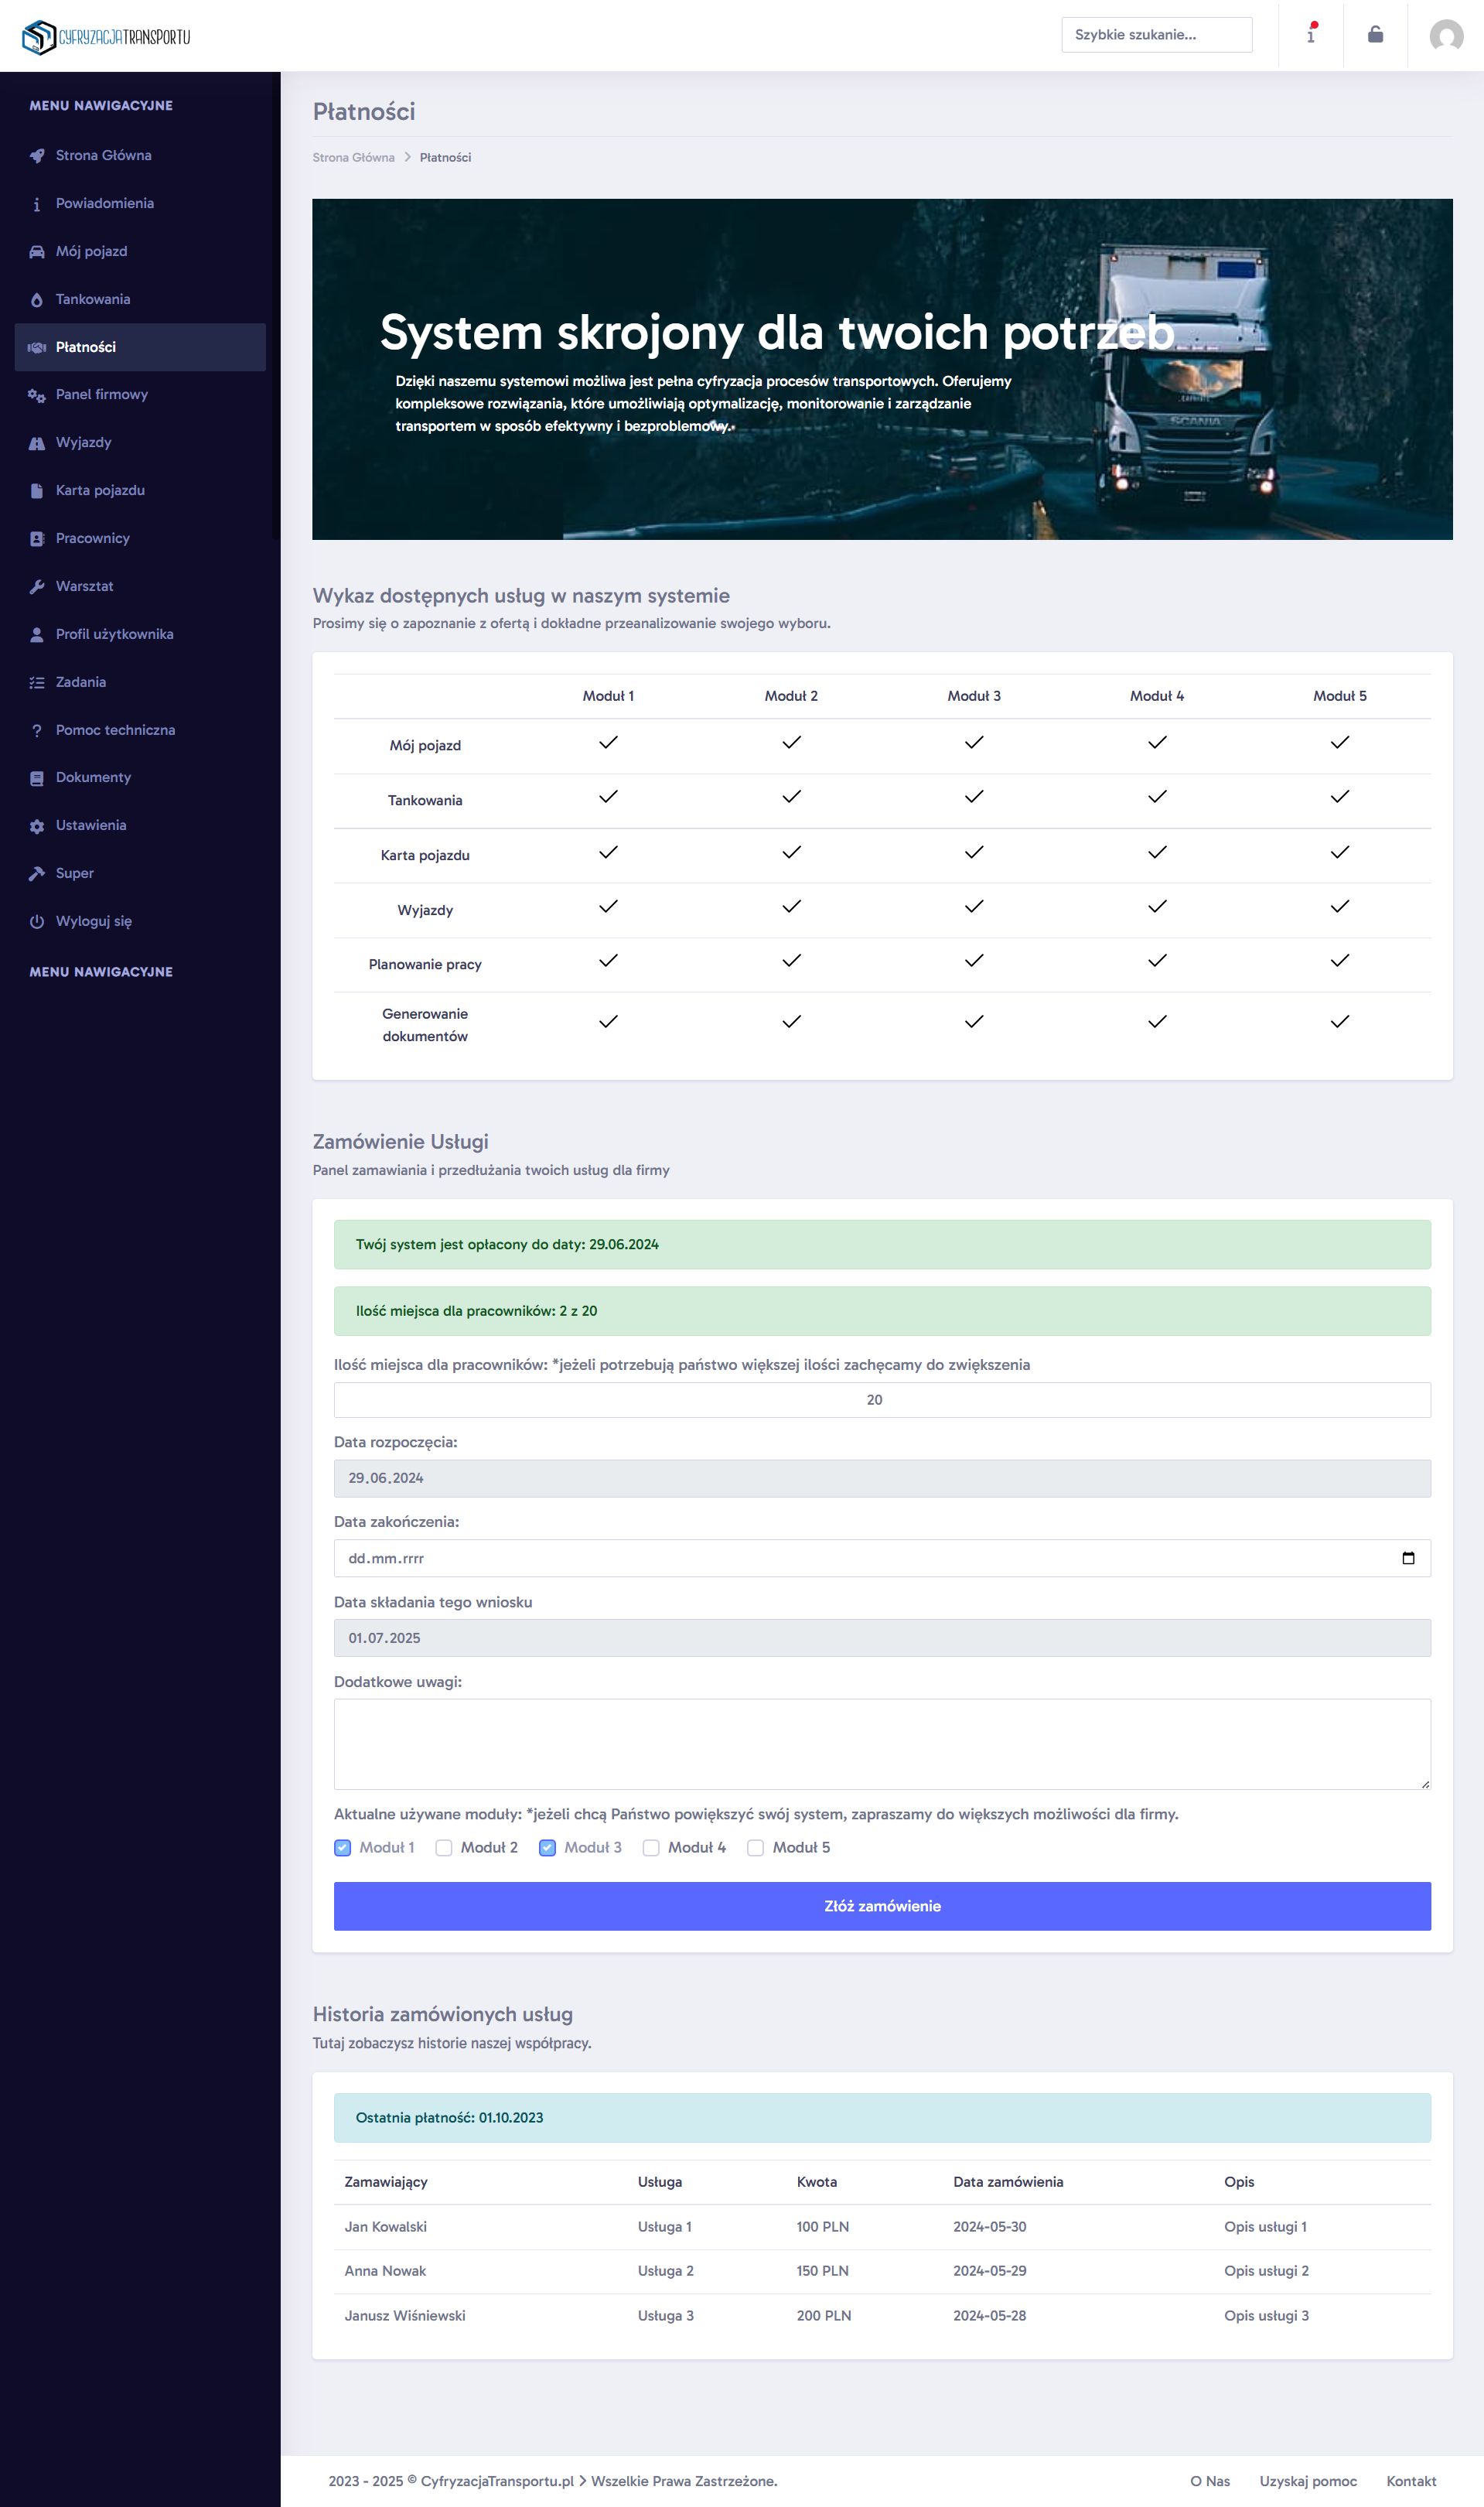 CYFRYZACJATRANSPORTU
Szybkie szukanie...
MENU NAWIGACYJNE
Strona Główna
Powiadomienia
Mój pojazd
Tankowania
Płatności
Panel firmowy
Wyjazdy
Karta pojazdu
Pracownicy
Warsztat
Profil użytkownika
Zadania
Pomoc techniczna
Dokumenty
Ustawienia
Super
Wyloguj się
MENU NAWIGACYJNE
Płatności
Strona Główna > Płatności
System skrojony dla twoich potrzeb
Dzięki naszemu systemowi możliwa jest pełna cyfryzacja procesów transportowych. Oferujemy
kompleksowe rozwiązania, które umożliwiają optymalizację, monitorowanie i zarządzanie
transportem w sposób efektywny i bezproblemowy.
SCANIA
Wykaz dostępnych usług w naszym systemie
Prosimy się o zapoznanie z ofertą i dokładne przeanalizowanie swojego wyboru.
Moduł 1 Moduł 2 Moduł 3 Moduł 4 Moduł 5
Mój pojazd
Tankowania
Karta pojazdu
Wyjazdy
Planowanie pracy
Generowanie
dokumentów
Zamówienie Usługi
Panel zamawiania i przedłużania twoich usług dla firmy
Twój system jest opłacony do daty: 29.06.2024
Ilość miejsca dla pracowników: 2 z 20
Ilość miejsca dla pracowników: *jeżeli potrzebują państwo większej ilości zachęcamy do zwiększenia
20
Data rozpoczęcia:
29.06.2024
Data zakończenia:
dd.mm.rrrr
Data składania tego wniosku
01.07.2025
Dodatkowe uwagi:
Aktualne używane moduły: *jeżeli chcą Państwo powiększyć swój system, zapraszamy do większych możliwości dla firmy.
Moduł 1 Moduł 2 Moduł 3 Moduł 4 Moduł 5
Złóż zamówienie
Historia zamówionych usług
Tutaj zobaczysz historie naszej współpracy.
Ostatnia płatność: 01.10.2023
Zamawiający Usługa Kwota Data zamówienia Opis
Jan Kowalski Usługa 1 100 PLN 2024-05-30 Opis usługi 1
Anna Nowak Usługa 2 150 PLN 2024-05-29 Opis usługi 2
Janusz Wiśniewski Usługa 3 200 PLN 2024-05-28 Opis usługi 3
2023 - 2025 © CyfryzacjaTransportu.pl > Wszelkie Prawa Zastrzeżone.
O Nas Uzyskaj pomoc Kontakt